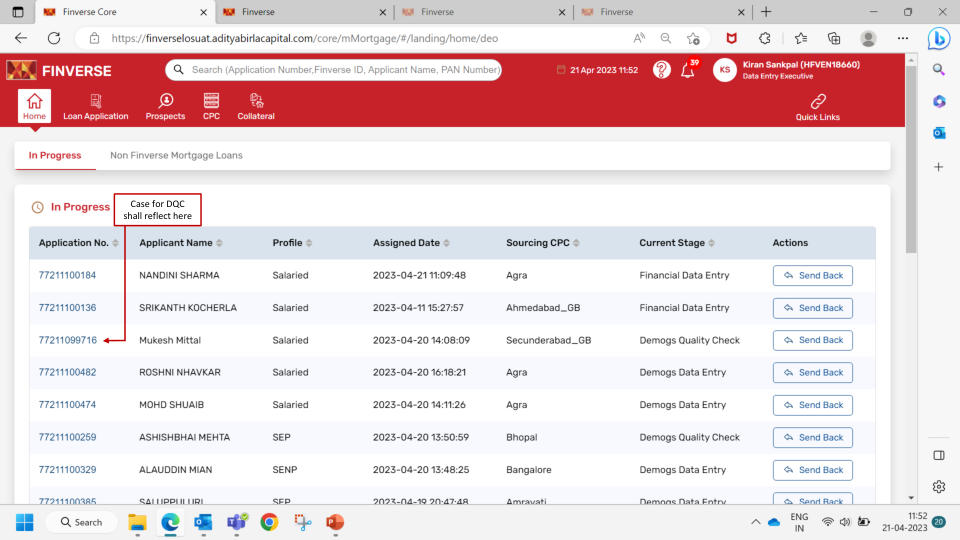 Finverse Core
Finverse
Finverse
Finverse
https://finverselosuat.adityabirlacapital.com/core/mMortgage/#/landing/home/deo
FINVERSE
Search (Application Number,Finverse ID, Applicant Name, PAN Number)
21 Apr 2023 11:52
39
KS
Kiran Sankpal (HFVEN18660)
Data Entry Executive
Home
Loan Application
Prospects
CPC
Collateral
Quick Links
In Progress
Non Finverse Mortgage Loans
In Progress
Case for DQC
shall reflect here
Application No. Applicant Name Profile Assigned Date Sourcing CPC Current Stage Actions
77211100184 NANDINI SHARMA Salaried 2023-04-21 11:09:48 Agra Financial Data Entry Send Back
77211100136 SRIKANTH KOCHERLA Salaried 2023-04-11 15:27:57 Ahmedabad_GB Financial Data Entry Send Back
77211099716 Mukesh Mittal Salaried 2023-04-20 14:08:09 Secunderabad_GB Demogs Quality Check Send Back
77211100482 ROSHNI NHAVKAR Salaried 2023-04-20 16:18:21 Agra Demogs Data Entry Send Back
77211100474 MOHD SHUAIB Salaried 2023-04-20 14:11:26 Agra Demogs Data Entry Send Back
77211100259 ASHISHBHAI MEHTA SEP 2023-04-20 13:50:59 Bhopal Demogs Quality Check Send Back
77211100329 ALAUDDIN MIAN SENP 2023-04-20 13:48:25 Bangalore Demogs Data Entry Send Back
77211100385 SALUPPULURI SEP 2023-04-19 20:47:48 Amravati Demogs Data Entry Send Back
Search
ENG
IN
11:52
21-04-2023
20